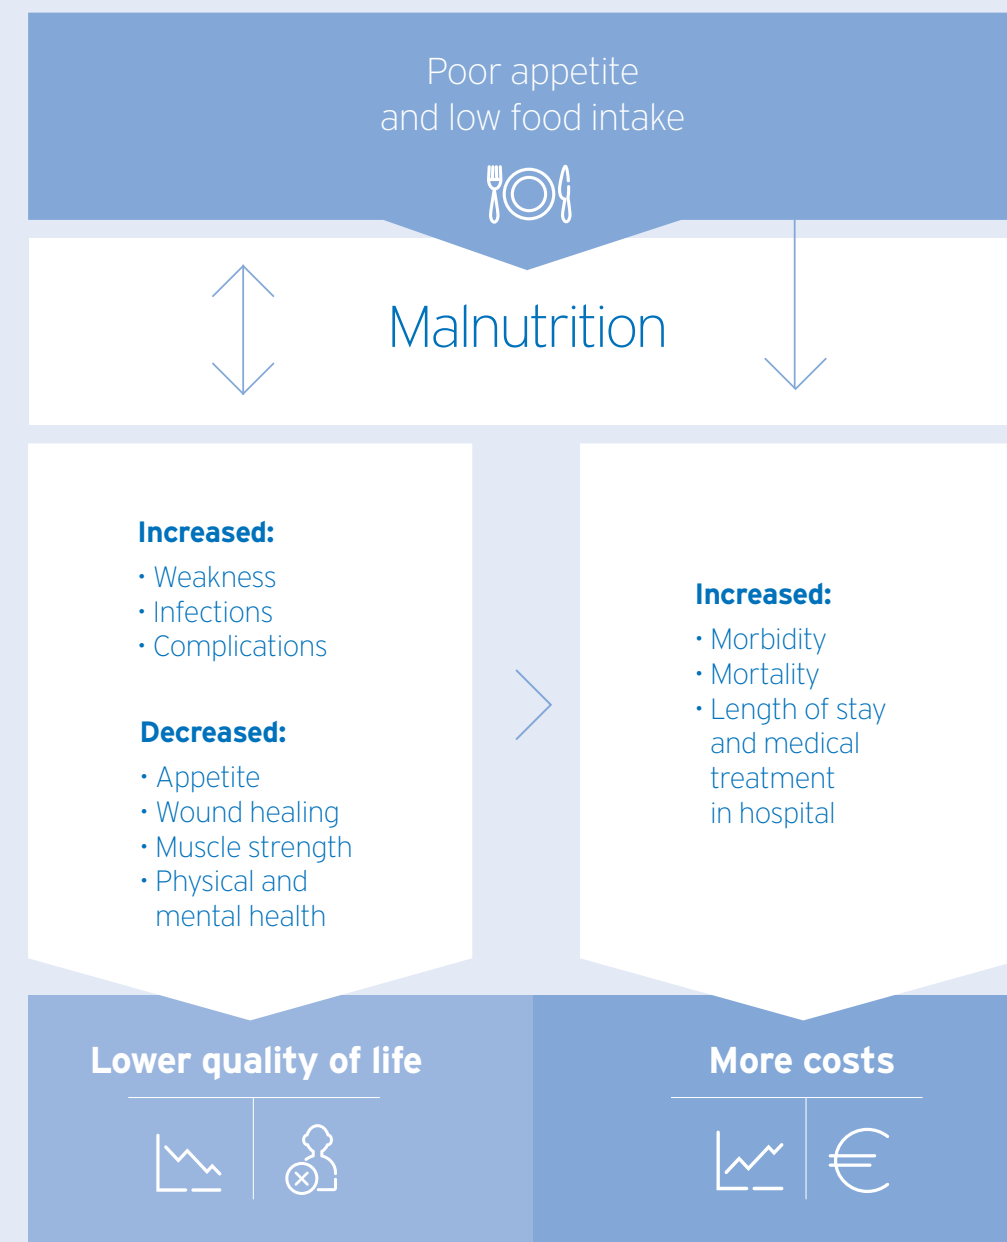 Poor appetite
and low food intake
Malnutrition
Increased:
• Weakness
• Infections
• Complications
Decreased:
• Appetite
• Wound healing
• Muscle strength
• Physical and
mental health
Increased:
• Morbidity
• Mortality
• Length of stay
and medical
treatment
in hospital
Lower quality of life
More costs
€